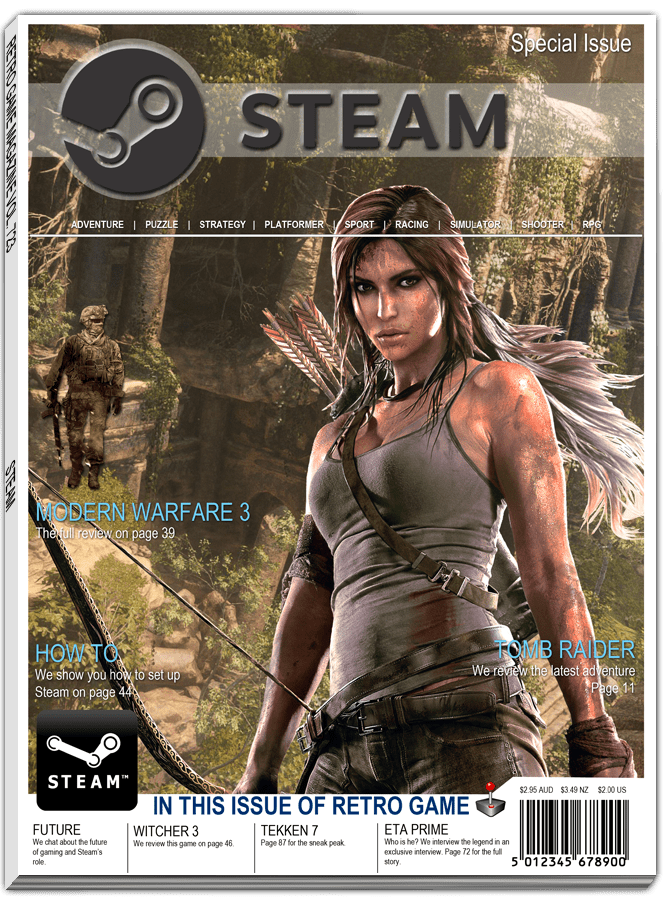 Special Issue
STEAM
ADVENTURE | PUZZLE | STRATEGY | PLATFORMER | SPORT | RACING | SIMULATOR | SHOOTER | RPG
MODERN WARFARE 3
The full review on page 39
HOW TO
We show you how to set up
Steam on page 44
TOMB RAIDER
We review the latest adventure
Page 11
STEAM™
IN THIS ISSUE OF RETRO GAME
FUTURE
We chat about the future
of gaming and Steam's
role.
WITCHER 3
We review this game on page 46.
TEKKEN 7
Page 87 for the sneak peak.
ETA PRIME
Who is he? We interview the legend in an
exclusive interview. Page 72 for the full
story.
$2.95 AUD $3.49 NZ $2.00 US
5 012345 678900
RETRO GAME MAGAZINE VOL.
STEAM